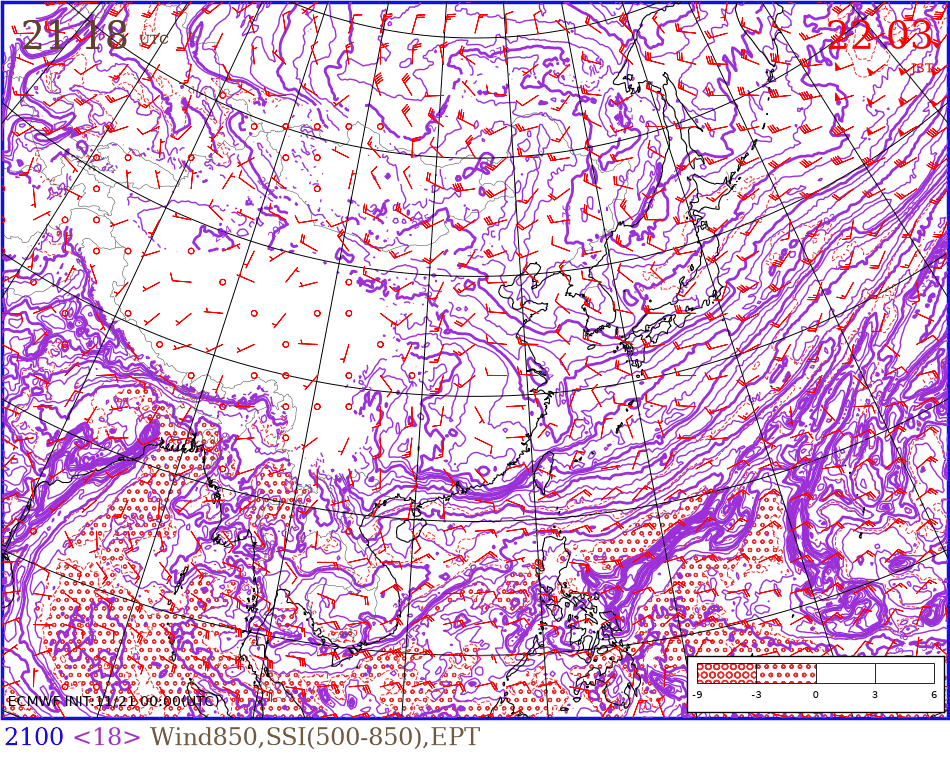 21 18 UTC
22 03 JST
ECMWF INIT:11/21 00:00(UTC)
-9 -3 0 3 6
2100 <18> Wind850,SSI(500-850),EPT